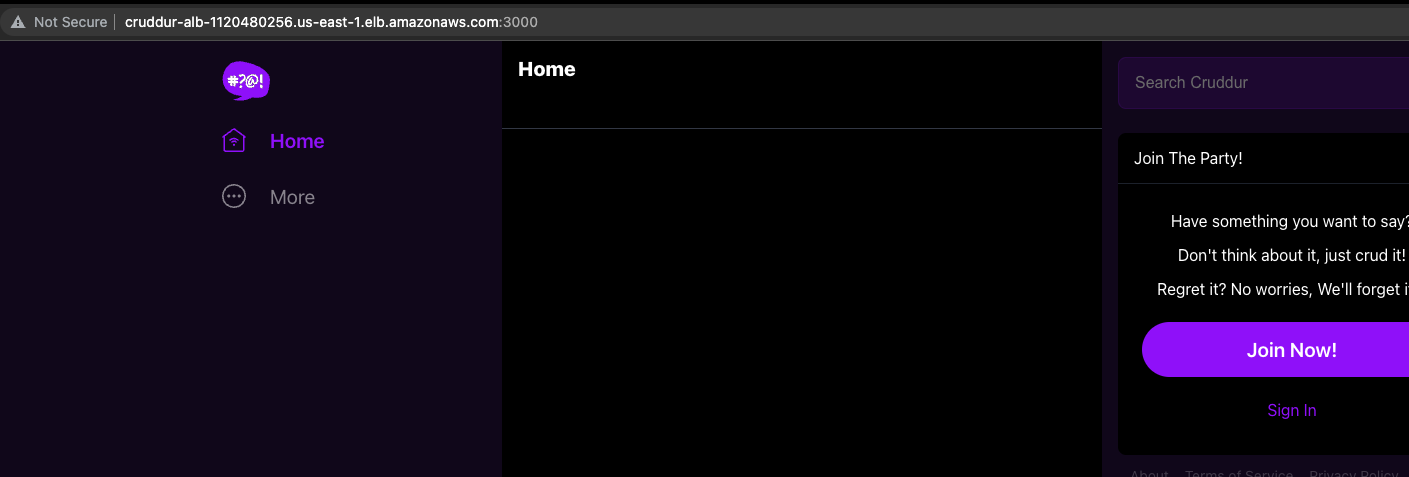 Not Secure | cruddur-alb-1120480256.us-east-1.elb.amazonaws.com:3000
#?@!
Home
More
Home
Search Cruddur
Join The Party!
Have something you want to say?
Don't think about it, just crud it!
Regret it? No worries, We'll forget i
Join Now!
Sign In
About Terms of Service Privacy Policy